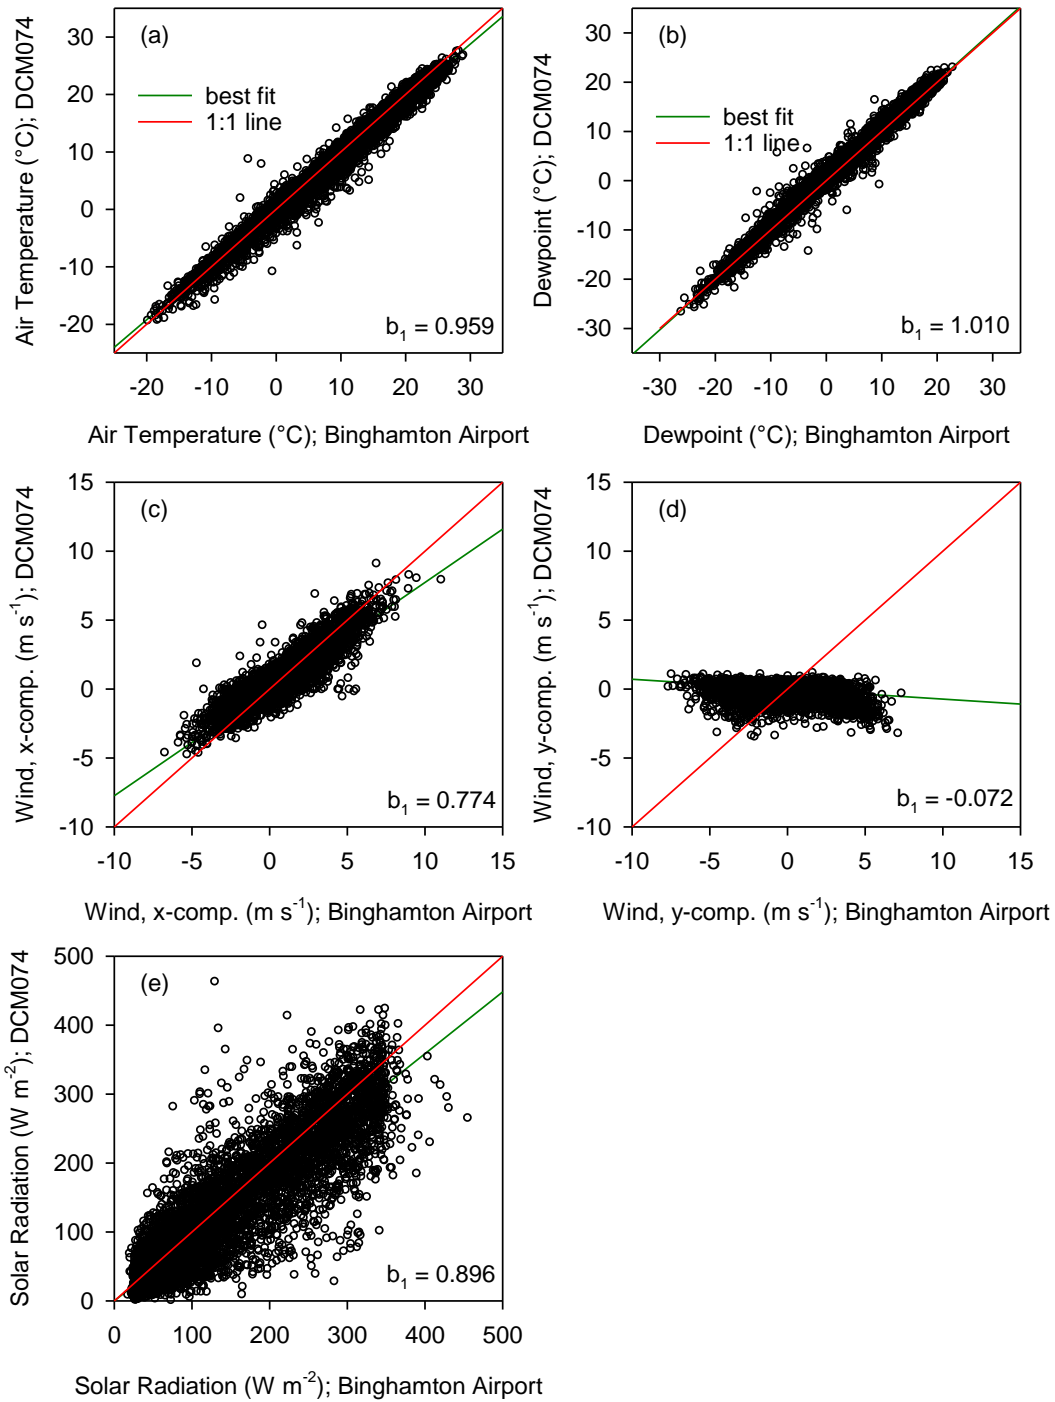 (a)
Air Temperature (°C); DCM074
30
20
10
0
-10
-20
best fit
1:1 line
b1 = 0.959
-20 -10 0 10 20 30
Air Temperature (°C); Binghamton Airport
(b)
Dewpoint (°C); DCM074
30
20
10
0
-10
-20
-30
best fit
1:1 line
b1 = 1.010
-30 -20 -10 0 10 20 30
Dewpoint (°C); Binghamton Airport
(c)
Wind, x-comp. (m s-1); DCM074
15
10
5
0
-5
-10
b1 = 0.774
-10 -5 0 5 10 15
Wind, x-comp. (m s-1); Binghamton Airport
(d)
Wind, y-comp. (m s-1); DCM074
15
10
5
0
-5
-10
b1 = -0.072
-10 -5 0 5 10 15
Wind, y-comp. (m s-1); Binghamton Airport
(e)
Solar Radiation (W m-2); DCM074
500
400
300
200
100
0
b1 = 0.896
0 100 200 300 400 500
Solar Radiation (W m-2); Binghamton Airport